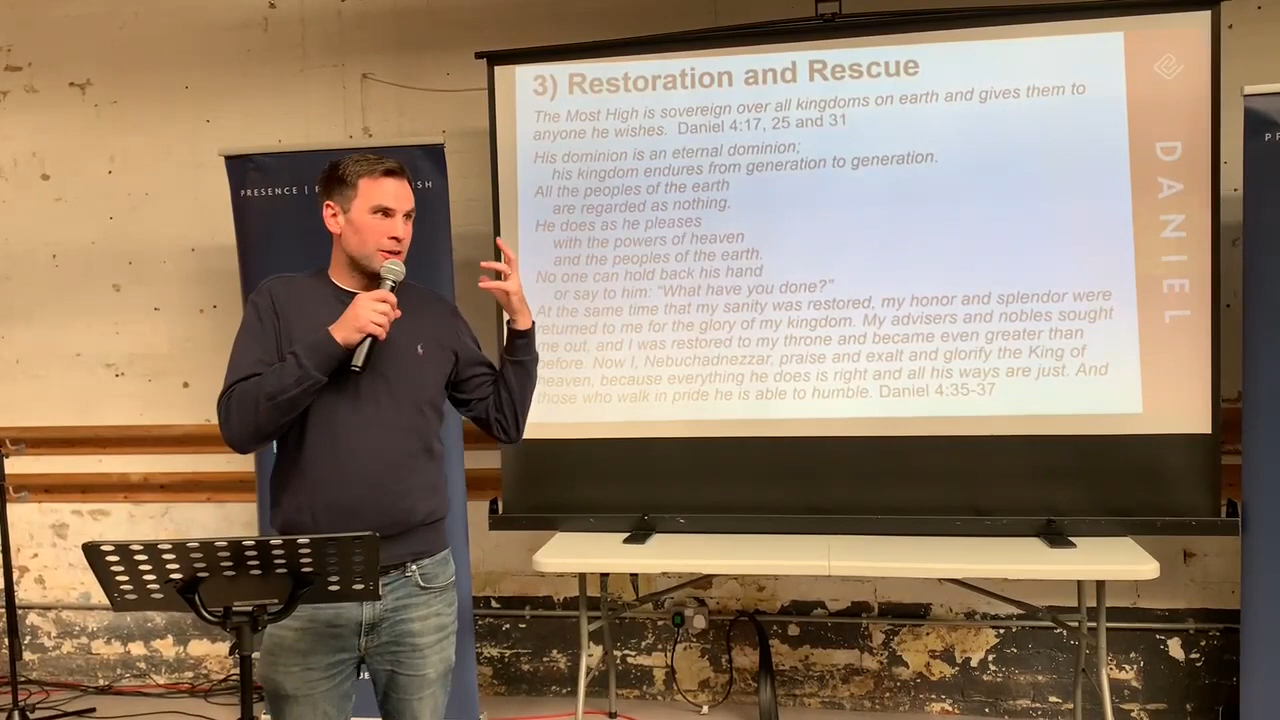 3) Restoration and Rescue
The Most High is sovereign over all kingdoms on earth and gives them to
anyone he wishes. Daniel 4:17, 25 and 31
His dominion is an eternal dominion;
his kingdom endures from generation to generation.
All the peoples of the earth
are regarded as nothing.
He does as he pleases
with the powers of heaven
and the peoples of the earth.
No one can hold back his hand
or say to him: “What have you done?”
At the same time that my sanity was restored, my honor and splendor were
returned to me for the glory of my kingdom. My advisers and nobles sought
me out, and I was restored to my throne and became even greater than
before. Now I, Nebuchadnezzar, praise and exalt and glorify the King of
heaven, because everything he does is right and all his ways are just. And
those who walk in pride he is able to humble. Daniel 4:35-37
DANIEL
PRESENCE |